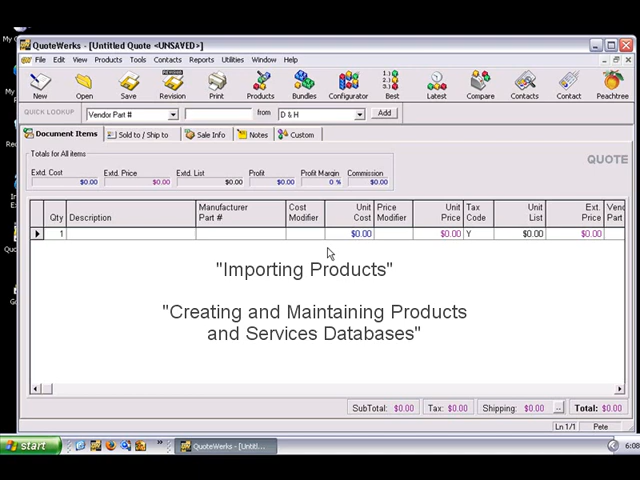 QuoteWerks - [Untitled Quote <UNSAVED>]
File Edit View Products Tools Contacts Reports Utilities Window Help
New Open Save Revision Print Products Bundles Configurator Best Latest Compare Contacts Contact Peachtree
QUICK LOOKUP Vendor Part # from D & H Add
Document Items Sold to / Ship to Sale Info Notes Custom
Totals for All items
QUOTE
Extd. Cost Extd. Price Extd. List Profit Profit Margin Commission
$0.00 $0.00 $0.00 $0.00 0 % $0.00
Qty Description Manufacturer Part # Cost Modifier Unit Cost Price Modifier Unit Price Tax Code Unit List Ext. Price Vend Part
1 $0.00 $0.00 Y $0.00 $0.00
"Importing Products"
"Creating and Maintaining Products
and Services Databases"
SubTotal: $0.00 Tax: $0.00 Shipping: $0.00 ... Total: $0.00
Ln 1/1 Pete
start QuoteWerks - [Untitl... 6:08